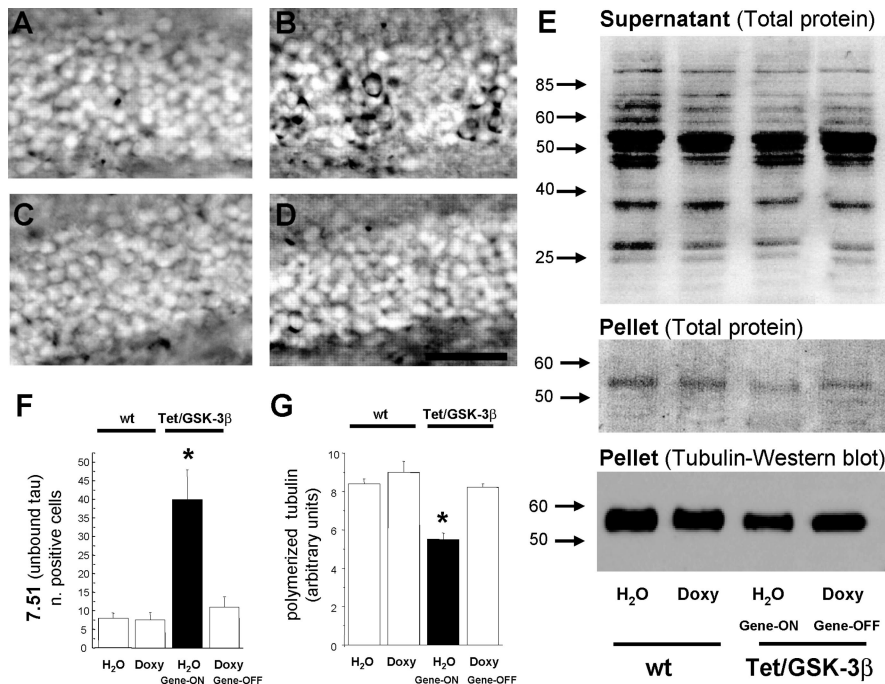 A
B
C
D
E
Supernatant (Total protein)
85
60
50
40
25
Pellet (Total protein)
60
50
Pellet (Tubulin-Western blot)
60
50
H2O Doxy H2O Doxy
Gene-ON Gene-OFF
wt Tet/GSK-3β
F
wt Tet/GSK-3β
7.51 (unbound tau)
n. positive cells
50
45
40
35
30
25
20
15
10
5
0
*
H2O Doxy H2O Doxy
Gene-ON Gene-OFF
G
wt Tet/GSK-3β
polymerized tubulin
(arbitrary units)
10
8
6
4
2
0
*
H2O Doxy H2O Doxy
Gene-ON Gene-OFF